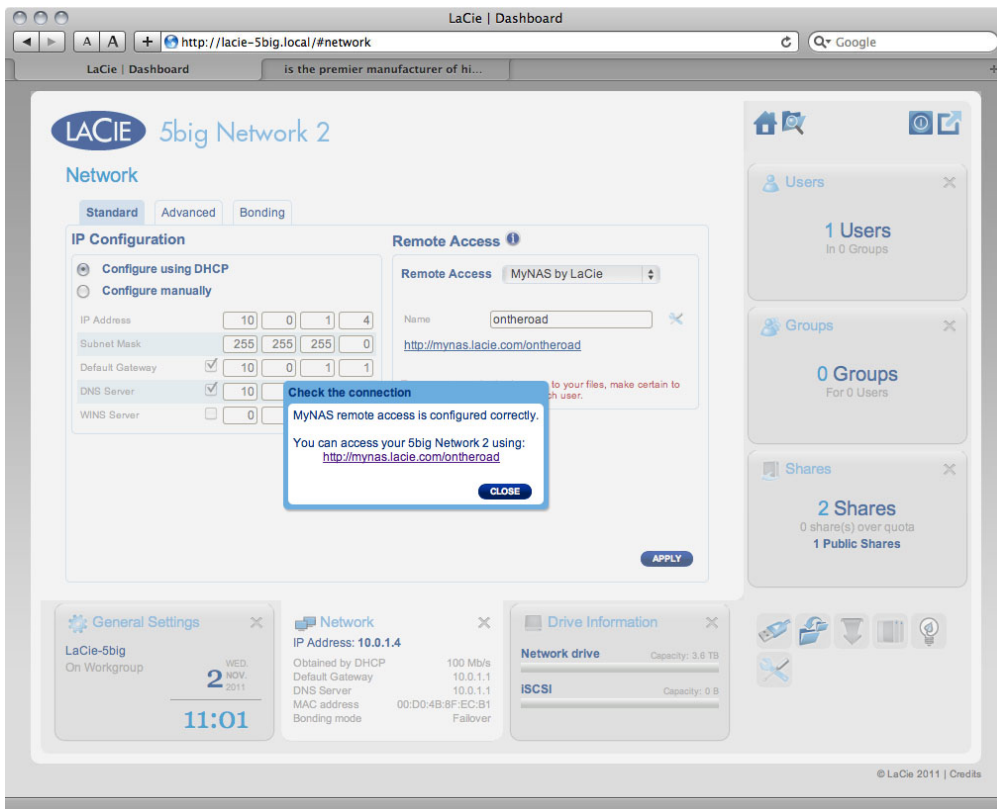 LaCie | Dashboard
A A + http://lacie-5big.local/#network Google
LaCie | Dashboard
is the premier manufacturer of hi...
LACIE 5big Network 2
Network
Standard Advanced Bonding
IP Configuration
Configure using DHCP
Configure manually
IP Address 10 0 1 4
Subnet Mask 255 255 255 0
Default Gateway 10 0 1 1
DNS Server 10
WINS Server 0
Remote Access
Remote Access MyNAS by LaCie
Name ontheroad
http://mynas.lacie.com/ontheroad
to your files, make certain to
user.
Check the connection
MyNAS remote access is configured correctly.
You can access your 5big Network 2 using:
http://mynas.lacie.com/ontheroad
CLOSE
APPLY
Users
1 Users
In 0 Groups
Groups
0 Groups
For 0 Users
Shares
2 Shares
0 share(s) over quota
1 Public Shares
General Settings
LaCie-5big
On Workgroup
2 WED. NOV. 2011
11:01
Network
IP Address: 10.0.1.4
Obtained by DHCP 100 Mb/s
Default Gateway 10.0.1.1
DNS Server 10.0.1.1
MAC address 00:D0:4B:8F:EC:B1
Bonding mode Failover
Drive Information
Network drive Capacity: 3.6 TB
iSCSI Capacity: 0 B
© LaCie 2011 | Credits